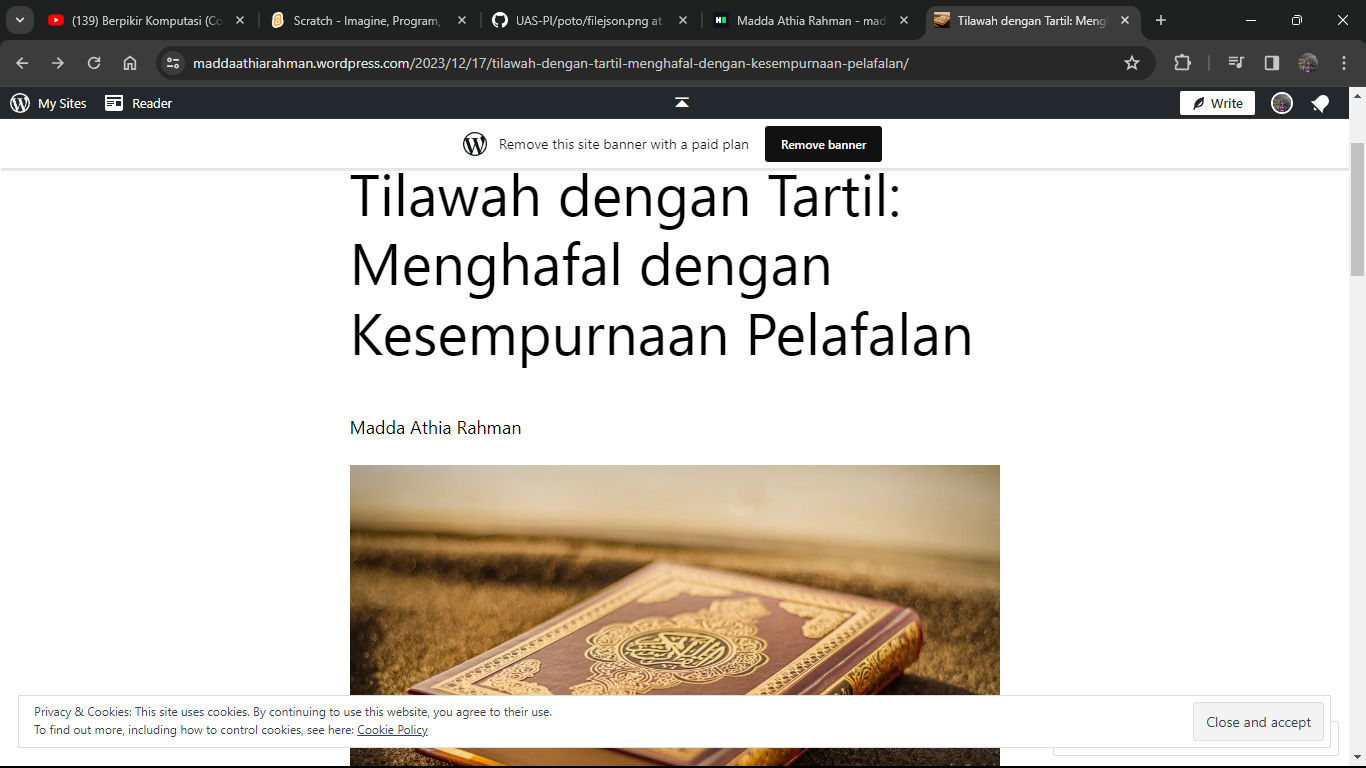 (139) Berpikir Komputasi (Co
Scratch - Imagine, Program,
UAS-PI/poto/filejson.png at
Madda Athia Rahman - mad
Tilawah dengan Tartil: Meng
maddaathiarahman.wordpress.com/2023/12/17/tilawah-dengan-tartil-menghafal-dengan-kesempurnaan-pelafalan/
My Sites
Reader
Write
Remove this site banner with a paid plan
Remove banner
Tilawah dengan Tartil:
Menghafal dengan
Kesempurnaan Pelafalan
Madda Athia Rahman
Privacy & Cookies: This site uses cookies. By continuing to use this website, you agree to their use.
To find out more, including how to control cookies, see here: Cookie Policy
Close and accept